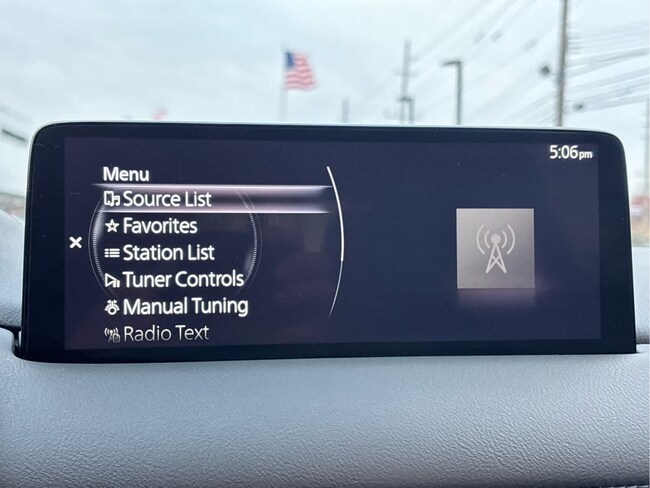 5:06pm
Menu
Source List
Favorites
Station List
Tuner Controls
Manual Tuning
Radio Text